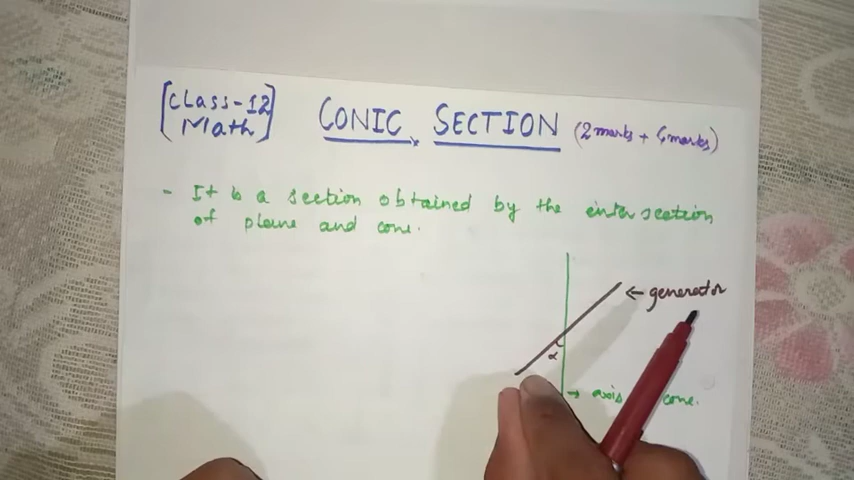 [Class-12
Math]
CONIC SECTION (2 marks + 4 marks)
- It is a section obtained by the intersection
of plane and cone.
← generator
α
→ axis cone.